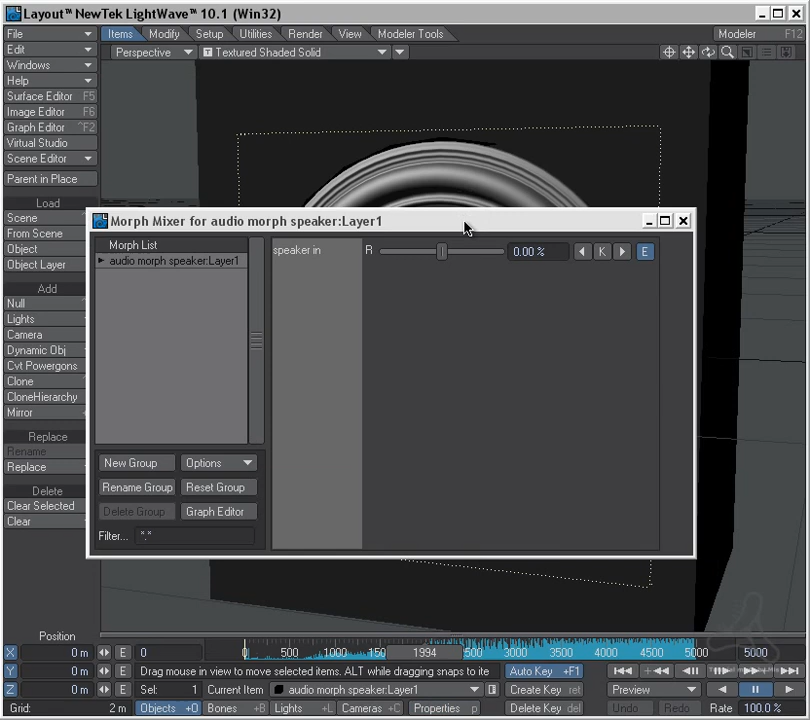 Layout™ NewTek LightWave™ 10.1 (Win32)
File Items Modify Setup Utilities Render View Modeler Tools Modeler F12
Edit Perspective Textured Shaded Solid
Windows
Help
Surface Editor F5
Image Editor F6
Graph Editor ^F2
Virtual Studio
Scene Editor
Parent in Place
Load
Scene
From Scene
Object
Object Layer
Add
Null
Lights
Camera
Dynamic Obj
Cvt Powergons
Clone
CloneHierarchy
Mirror
Replace
Rename
Replace
Delete
Clear Selected
Clear
Morph Mixer for audio morph speaker:Layer1
Morph List
audio morph speaker:Layer1
speaker in R 0.00 % K E
New Group Options
Rename Group Reset Group
Delete Group Graph Editor
Filter... *.*
Position
X 0 m E 0 0 500 1000 150 1994 500 3000 3500 4000 4500 5000 5000
Y 0 m E Drag mouse in view to move selected items. ALT while dragging snaps to ite Auto Key +F1
Z 0 m E Sel: 1 Current Item audio morph speaker:Layer1 Create Key ret Preview
Grid: 2 m Objects +O Bones +B Lights +L Cameras +C Properties p Delete Key del Undo Redo Rate 100.0 %